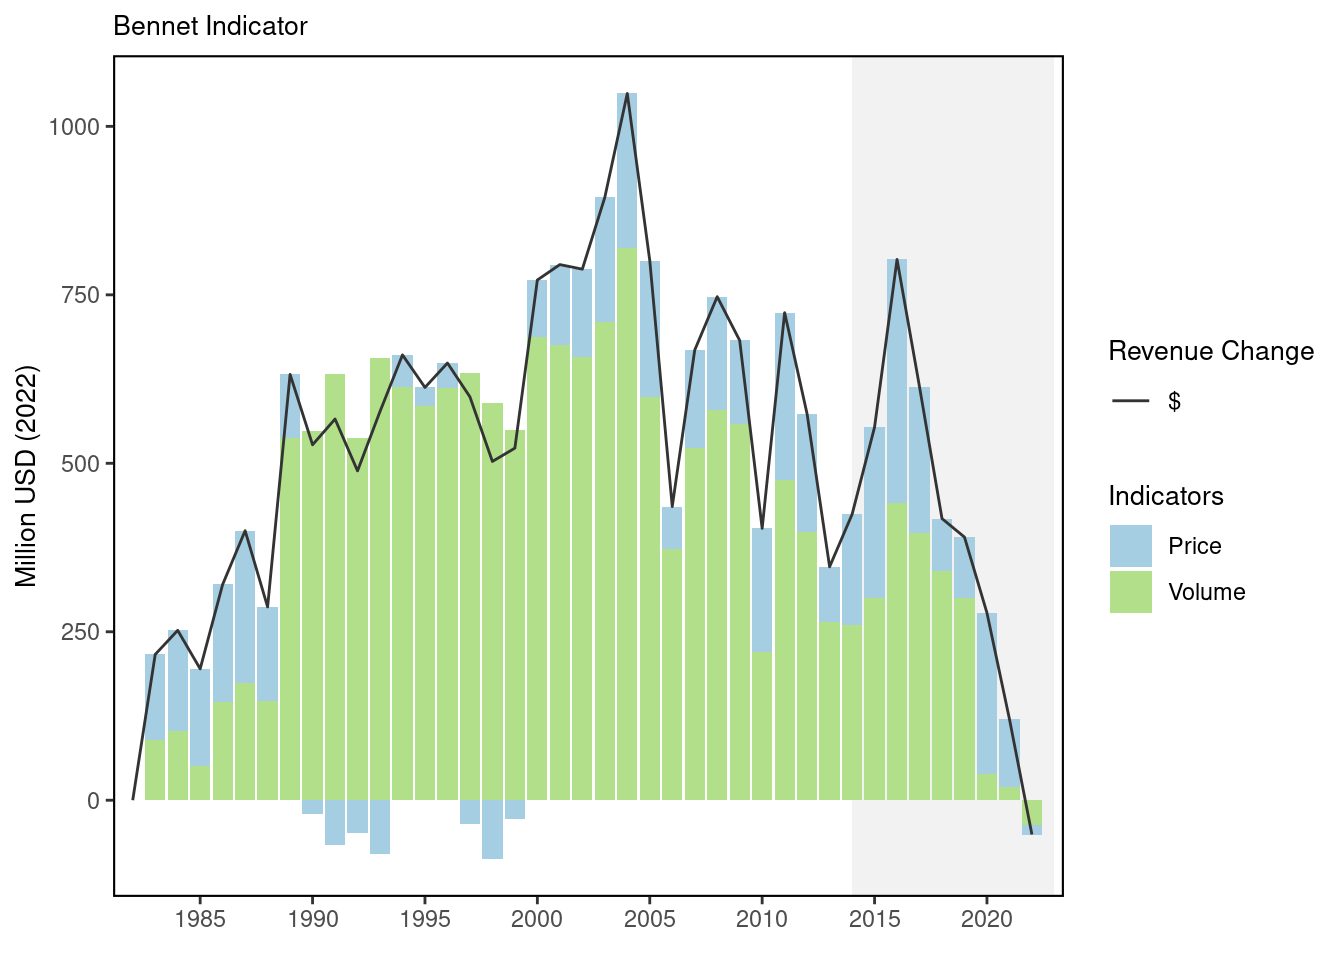 Bennet Indicator
Million USD (2022)
1000
750
500
250
0
1985 1990 1995 2000 2005 2010 2015 2020
Revenue Change
$
Indicators
Price
Volume